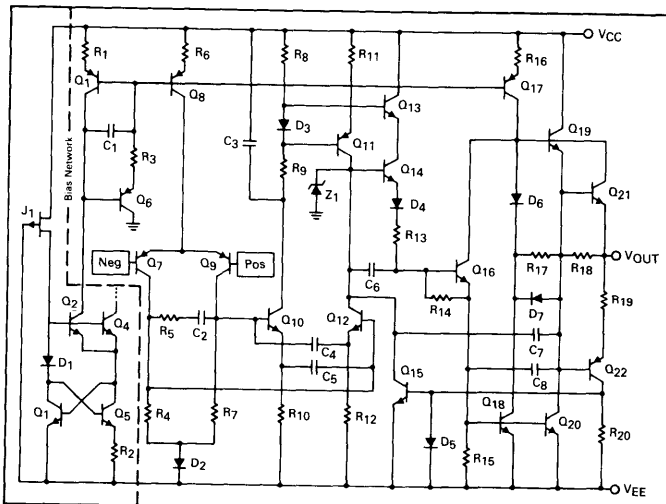 VCC
R1
R6
R8
R11
R16
Q1
Q8
Q17
Q13
Q19
C1
D3
Q11
R3
C3
R9
Q14
Q21
Bias Network
Q6
Z1
D4
D6
J1
R13
Neg
Q7
Q9
Pos
C6
Q16
R17
R18
VOUT
Q2
Q4
R5
C2
Q10
Q12
R14
D7
R19
C4
Q15
C7
D1
C5
C8
Q22
Q1
Q5
R4
R7
R10
R12
Q18
Q20
R2
D2
D5
R15
R20
VEE